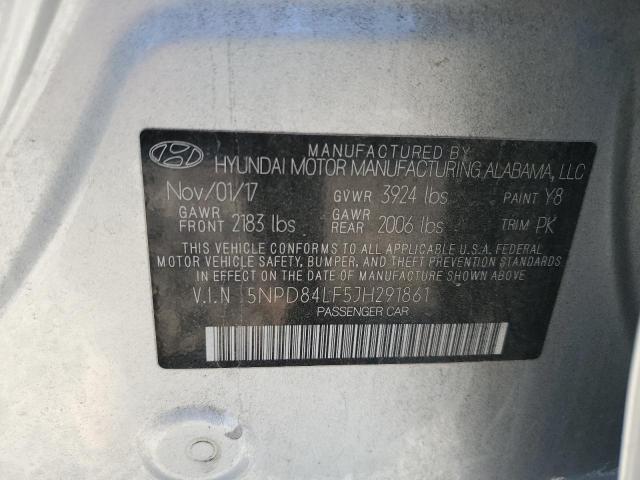 MANUFACTURED BY
HYUNDAI MOTOR MANUFACTURING ALABAMA, LLC
Nov/01/17 GVWR 3924 lbs PAINT Y8
GAWR FRONT 2183 lbs GAWR REAR 2006 lbs TRIM PK
THIS VEHICLE CONFORMS TO ALL APPLICABLE U.S.A. FEDERAL
MOTOR VEHICLE SAFETY, BUMPER, AND THEFT PREVENTION
STANDARDS IN EFFECT ON THE DATE OF MANUFACTURE SHOWN ABOVE.
V.I.N 5NPD84LF5JH291861
PASSENGER CAR